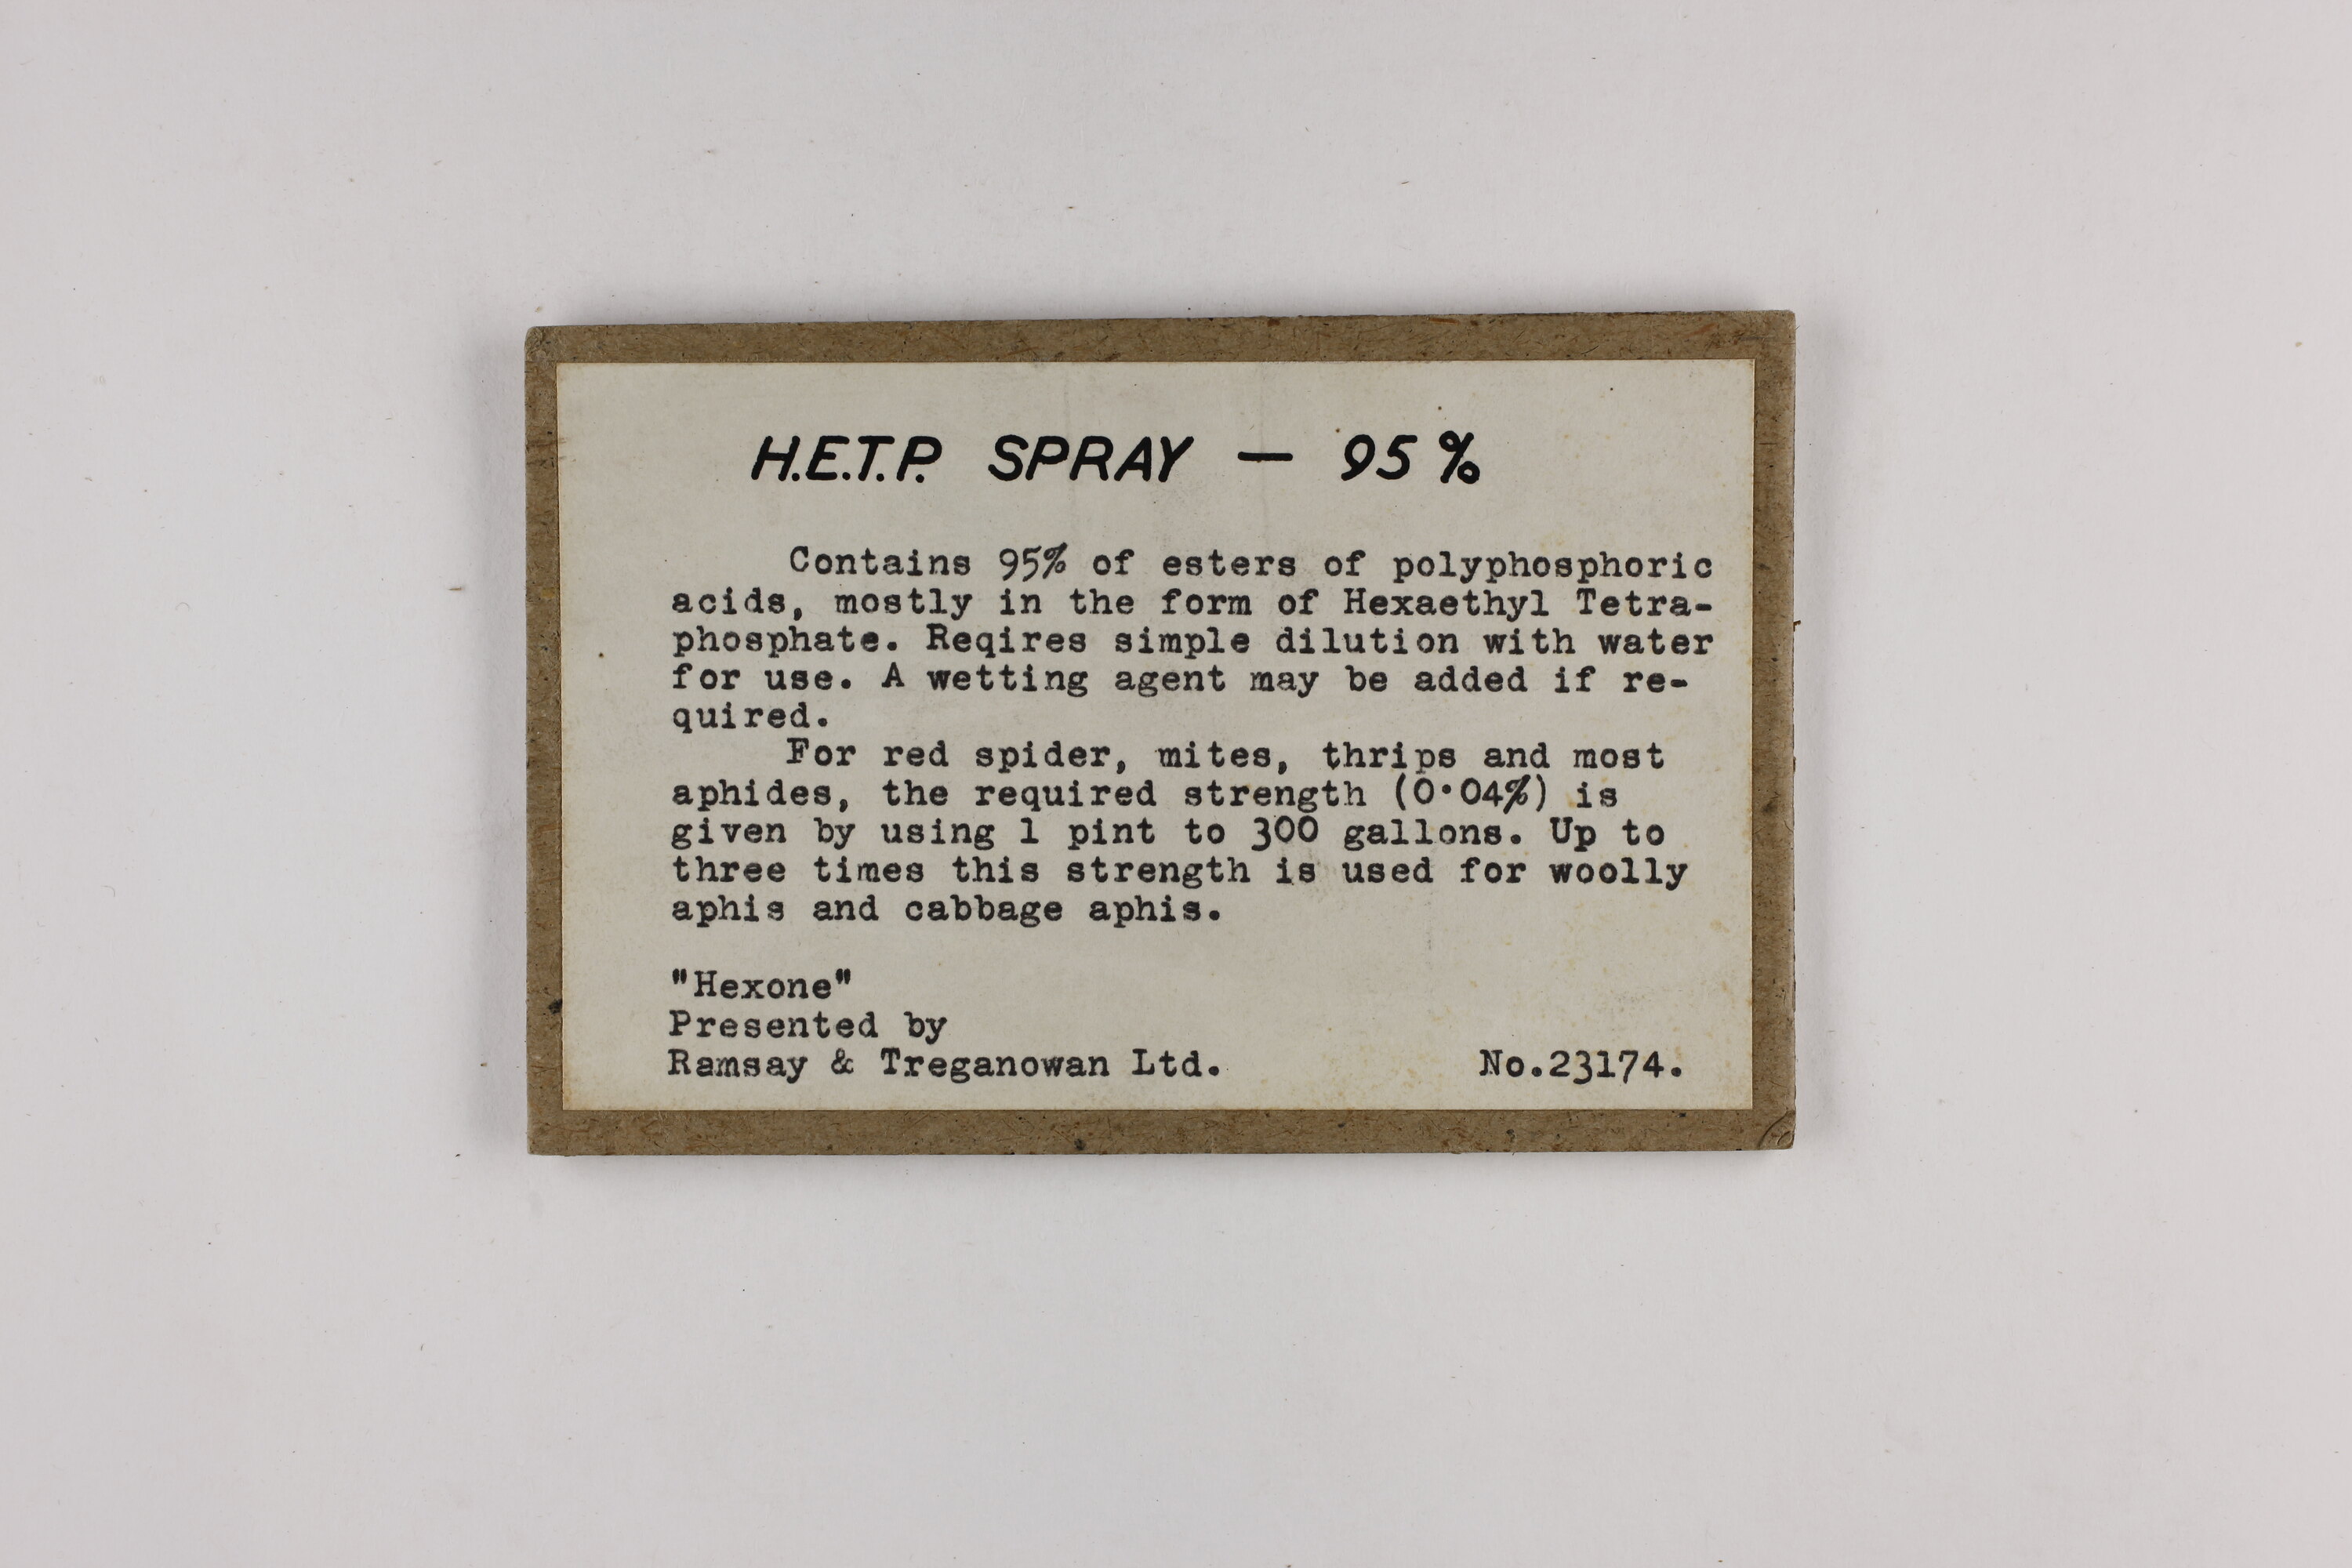 H.E.T.P. SPRAY — 95%
Contains 95% of esters of polyphosphoric
acids, mostly in the form of Hexaethyl Tetra-
phosphate. Reqires simple dilution with water
for use. A wetting agent may be added if re-
quired.
For red spider, mites, thrips and most
aphides, the required strength (0·04%) is
given by using 1 pint to 300 gallons. Up to
three times this strength is used for woolly
aphis and cabbage aphis.
"Hexone"
Presented by
Ramsay & Treganowan Ltd. No.23174.